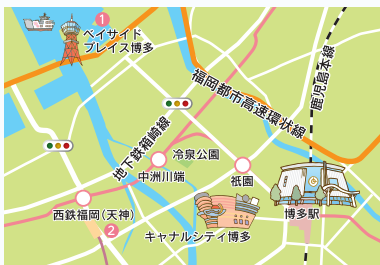 1
ベイサイド
プレイス博多
福岡都市高速環状線
鹿児島本線
地下鉄箱崎線
冷泉公園
中洲川端
祇園
博多駅
西鉄福岡(天神)
2
キャナルシティ博多